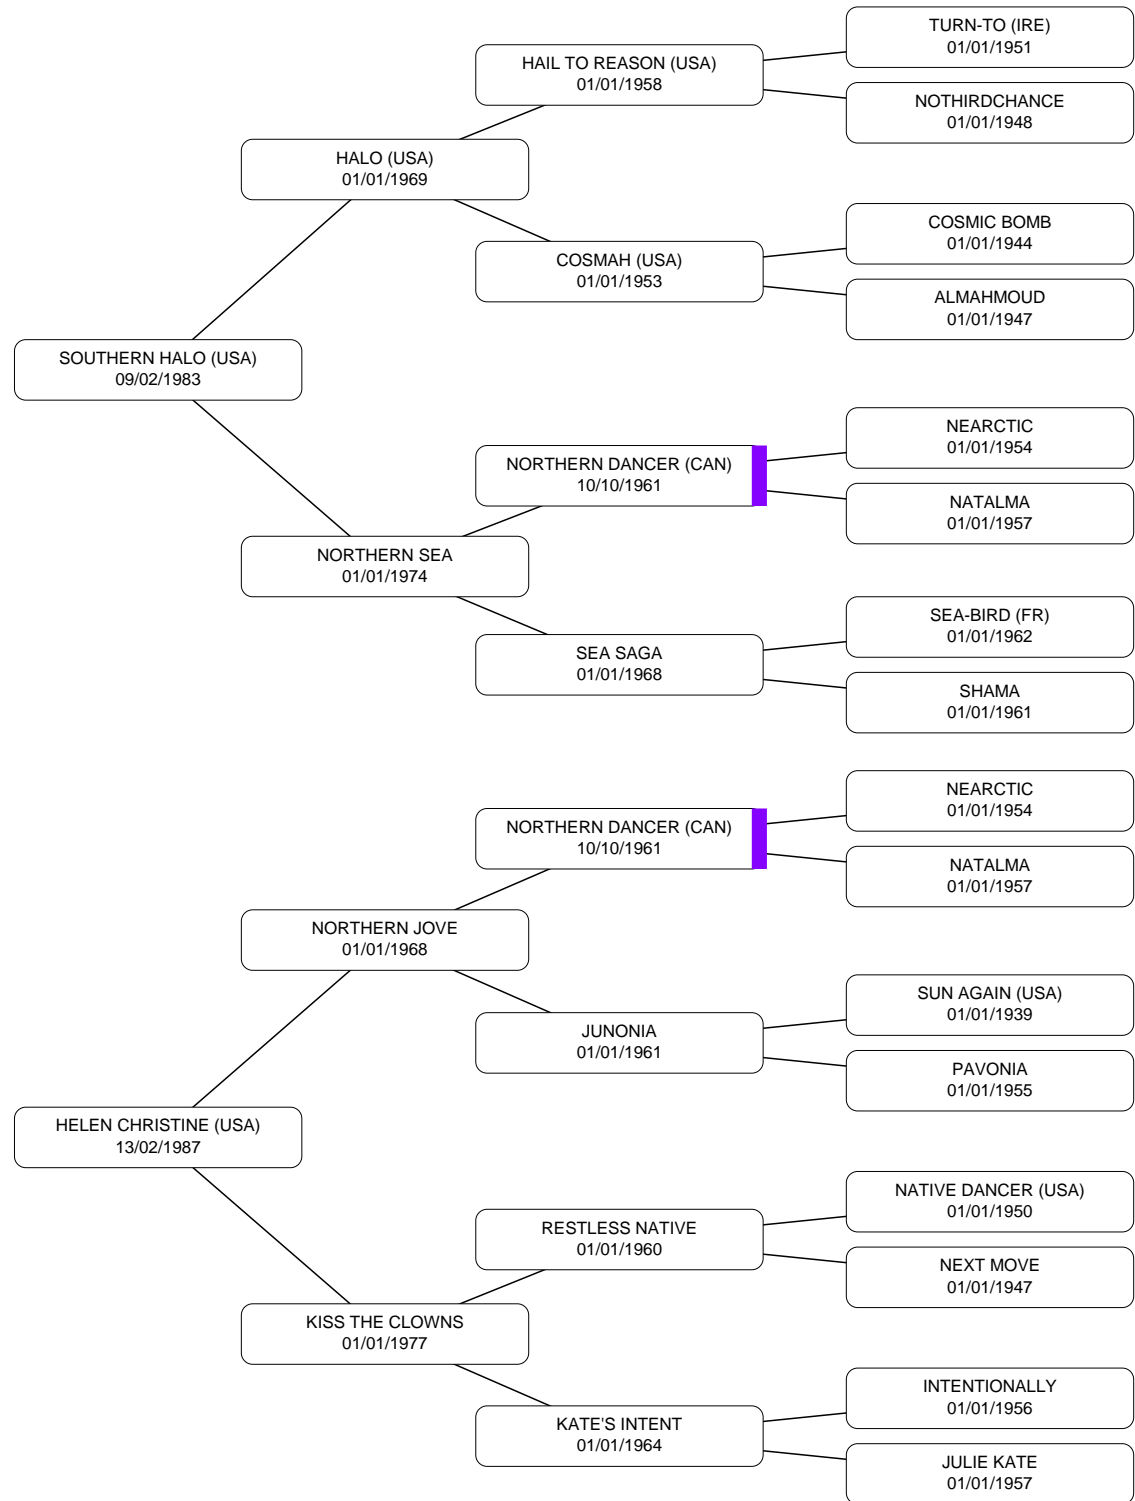 TURN-TO (IRE)
01/01/1951
HAIL TO REASON (USA)
01/01/1958
NOTHIRDCHANCE
01/01/1948
HALO (USA)
01/01/1969
COSMIC BOMB
01/01/1944
COSMAH (USA)
01/01/1953
ALMAHMOUD
01/01/1947
SOUTHERN HALO (USA)
09/02/1983
NEARCTIC
01/01/1954
NORTHERN DANCER (CAN)
10/10/1961
NATALMA
01/01/1957
NORTHERN SEA
01/01/1974
SEA-BIRD (FR)
01/01/1962
SEA SAGA
01/01/1968
SHAMA
01/01/1961
NEARCTIC
01/01/1954
NORTHERN DANCER (CAN)
10/10/1961
NATALMA
01/01/1957
NORTHERN JOVE
01/01/1968
SUN AGAIN (USA)
01/01/1939
JUNONIA
01/01/1961
PAVONIA
01/01/1955
HELEN CHRISTINE (USA)
13/02/1987
NATIVE DANCER (USA)
01/01/1950
RESTLESS NATIVE
01/01/1960
NEXT MOVE
01/01/1947
KISS THE CLOWNS
01/01/1977
INTENTIONALLY
01/01/1956
KATE'S INTENT
01/01/1964
JULIE KATE
01/01/1957